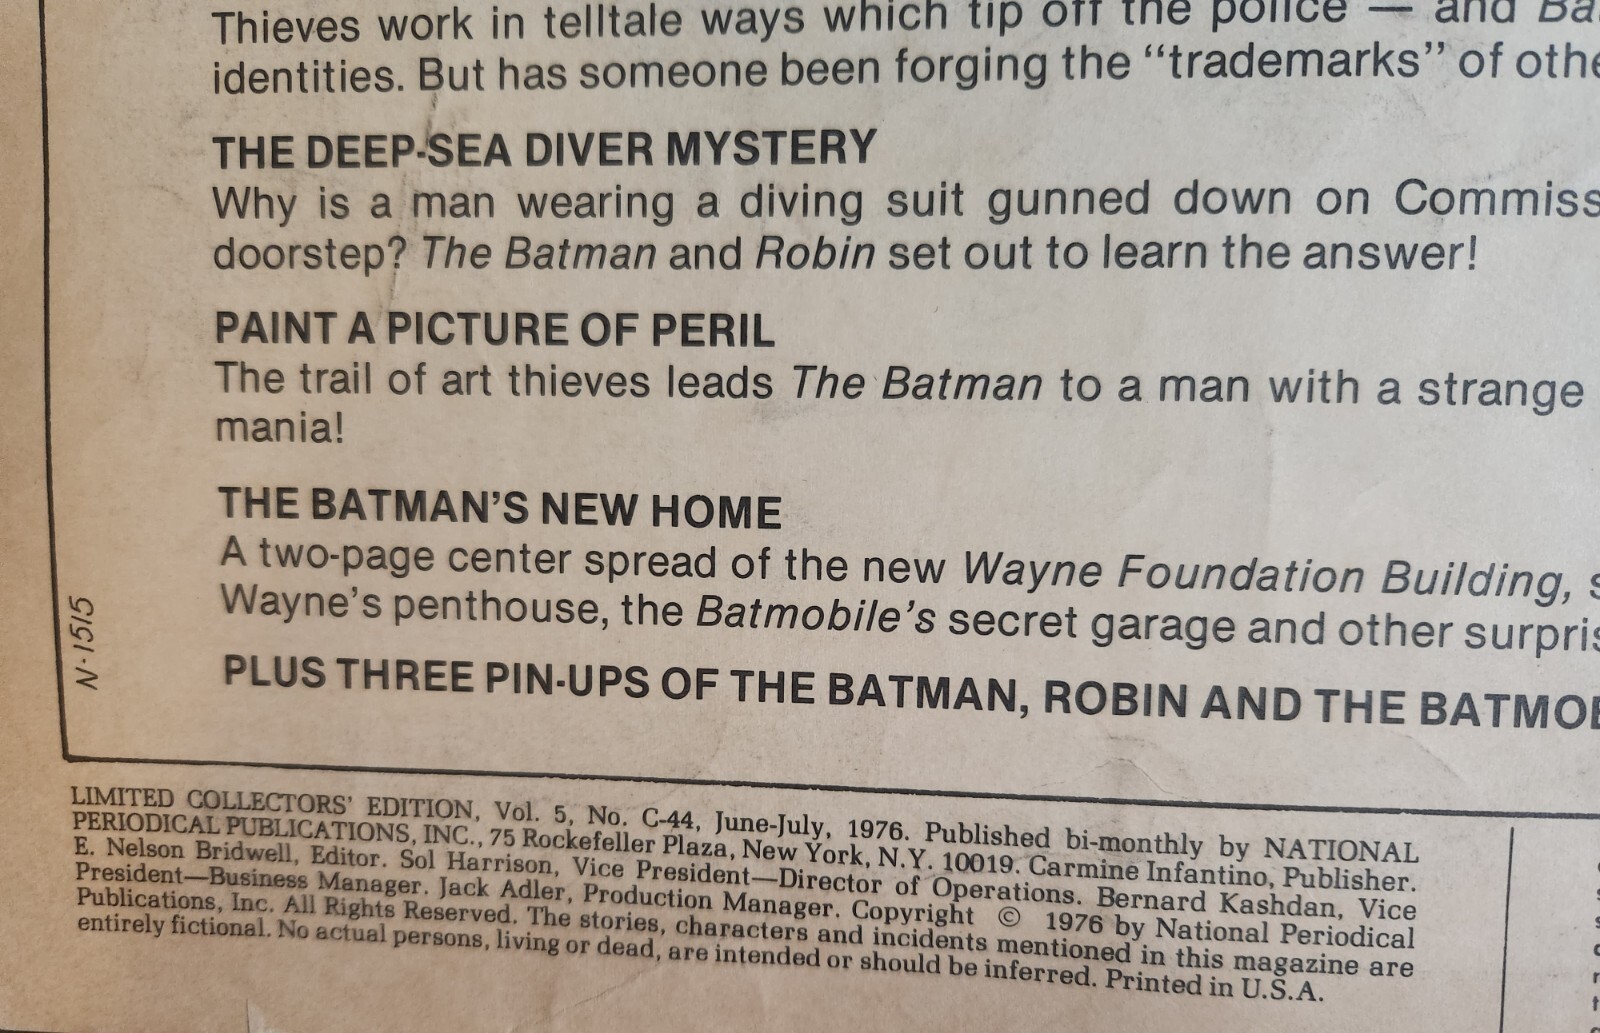 Thieves work in telltale ways which tip off the police — and
identities. But has someone been forging the “trademarks” of
THE DEEP-SEA DIVER MYSTERY
Why is a man wearing a diving suit gunned down on
doorstep? The Batman and Robin set out to learn the answer!
PAINT A PICTURE OF PERIL
The trail of art thieves leads The Batman to a man with a strange
mania!
THE BATMAN’S NEW HOME
A two-page center spread of the new Wayne Foundation Building,
Wayne’s penthouse, the Batmobile’s secret garage and other
PLUS THREE PIN-UPS OF THE BATMAN, ROBIN AND THE
N-1515
LIMITED COLLECTORS’ EDITION, Vol. 5, No. C-44, June-July, 1976. Published bi-monthly by NATIONAL
PERIODICAL PUBLICATIONS, INC., 75 Rockefeller Plaza, New York, N.Y. 10019. Carmine Infantino, Publisher.
E. Nelson Bridwell, Editor. Sol Harrison, Vice President—Director of Operations. Bernard Kashdan, Vice
President—Business Manager. Jack Adler, Production Manager. Copyright © 1976 by National Periodical
Publications, Inc. All Rights Reserved. The stories, characters and incidents mentioned in this magazine are
entirely fictional. No actual persons, living or dead, are intended or should be inferred. Printed in U.S.A.